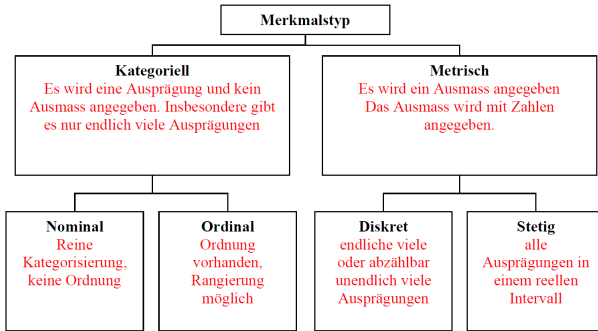 Merkmalstyp
Kategoriell
Es wird eine Ausprägung und kein
Ausmass angegeben. Insbesondere gibt
es nur endlich viele Ausprägungen
Metrisch
Es wird ein Ausmass angegeben
Das Ausmass wird mit Zahlen
angegeben.
Nominal
Reine
Kategorisierung,
keine Ordnung
Ordinal
Ordnung
vorhanden,
Rangierung
möglich
Diskret
endliche viele
oder abzählbar
unendlich viele
Ausprägungen
Stetig
alle
Ausprägungen in
einem reellen
Intervall